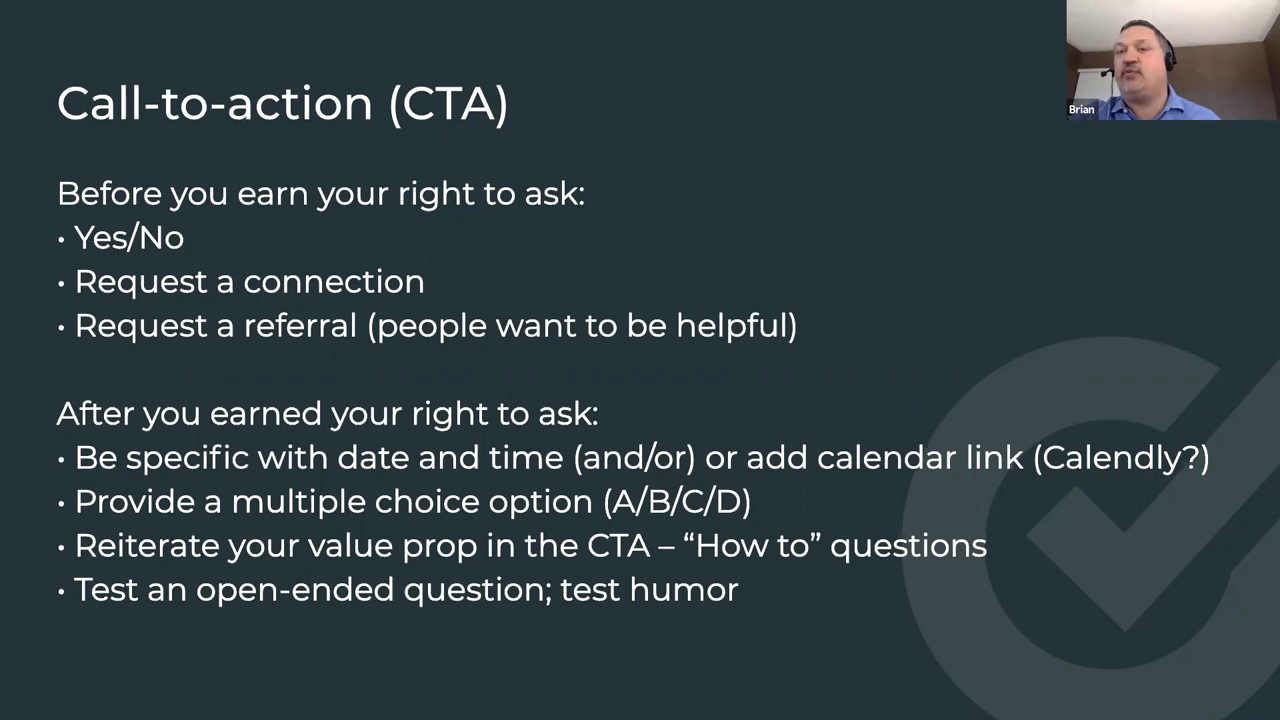 Call-to-action (CTA)
Brian
Before you earn your right to ask:
• Yes/No
• Request a connection
• Request a referral (people want to be helpful)
After you earned your right to ask:
• Be specific with date and time (and/or) or add calendar link (Calendly?)
• Provide a multiple choice option (A/B/C/D)
• Reiterate your value prop in the CTA – “How to” questions
• Test an open-ended question; test humor